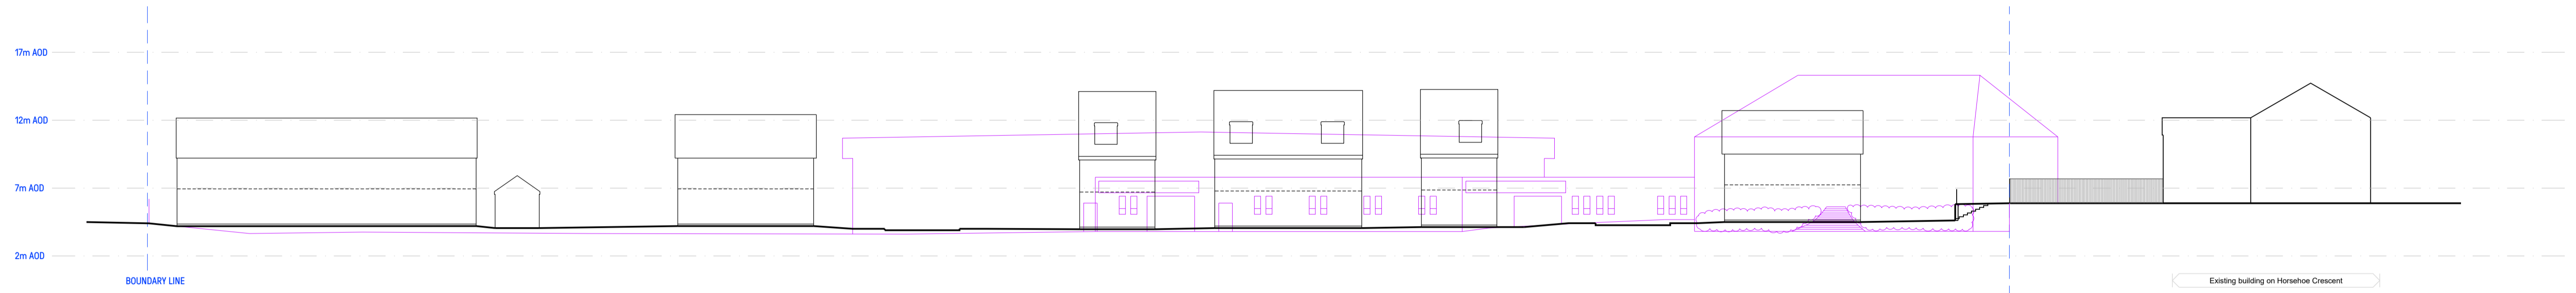 17m AOD
12m AOD
7m AOD
2m AOD
BOUNDARY LINE
Existing building on Horsehoe Crescent